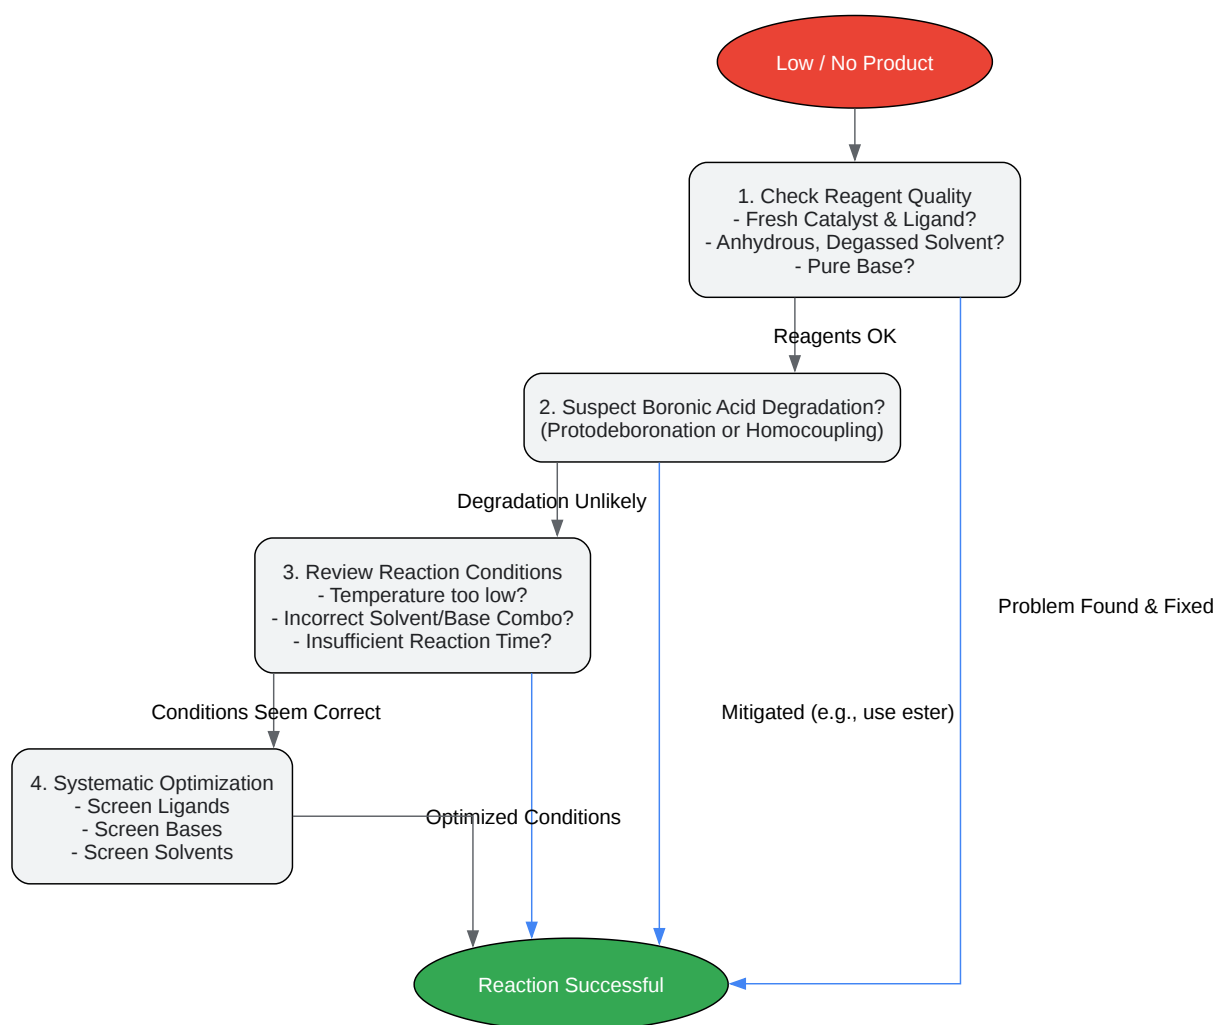 Low / No Product
1. Check Reagent Quality
- Fresh Catalyst & Ligand?
- Anhydrous, Degassed Solvent?
- Pure Base?
Reagents OK
2. Suspect Boronic Acid Degradation?
(Protodeboronation or Homocoupling)
Degradation Unlikely
3. Review Reaction Conditions
- Temperature too low?
- Incorrect Solvent/Base Combo?
- Insufficient Reaction Time?
Problem Found & Fixed
Conditions Seem Correct
Mitigated (e.g., use ester)
4. Systematic Optimization
- Screen Ligands
- Screen Bases
- Screen Solvents
Optimized Conditions
Reaction Successful